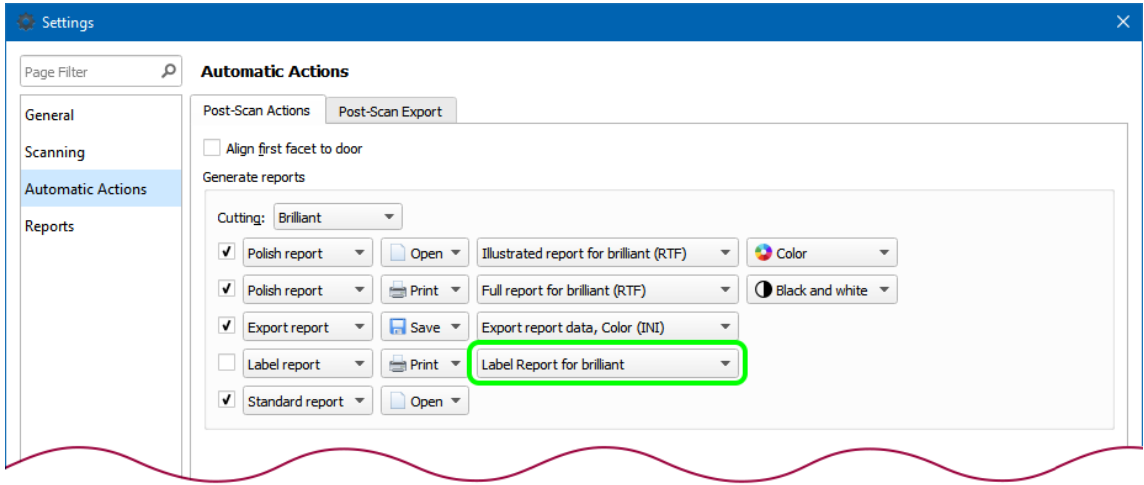 Settings
Page Filter
General
Scanning
Automatic Actions
Reports
Automatic Actions
Post-Scan Actions Post-Scan Export
Align first facet to door
Generate reports
Cutting: Brilliant
Polish report Open Illustrated report for brilliant (RTF) Color
Polish report Print Full report for brilliant (RTF) Black and white
Export report Save Export report data, Color (INI)
Label report Print Label Report for brilliant
Standard report Open